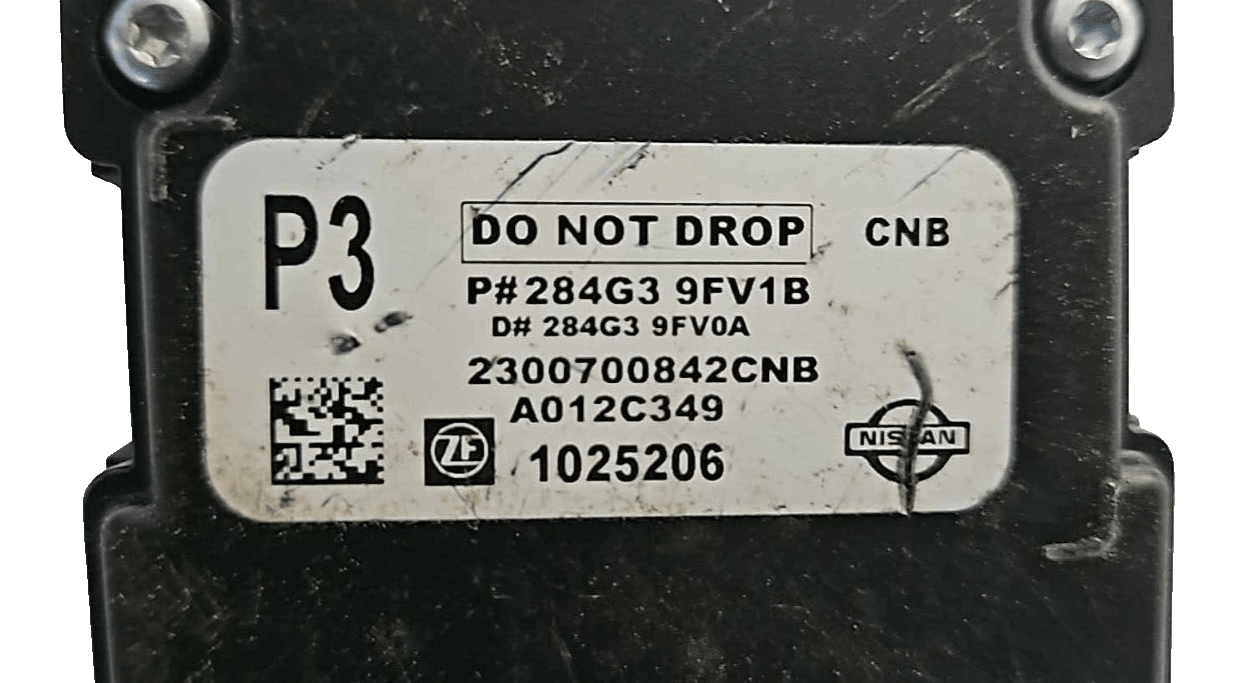 P3
DO NOT DROP
CNB
P#284G3 9FV1B
D# 284G3 9FV0A
2300700842CNB
A012C349
ZF
1025206
NISSAN